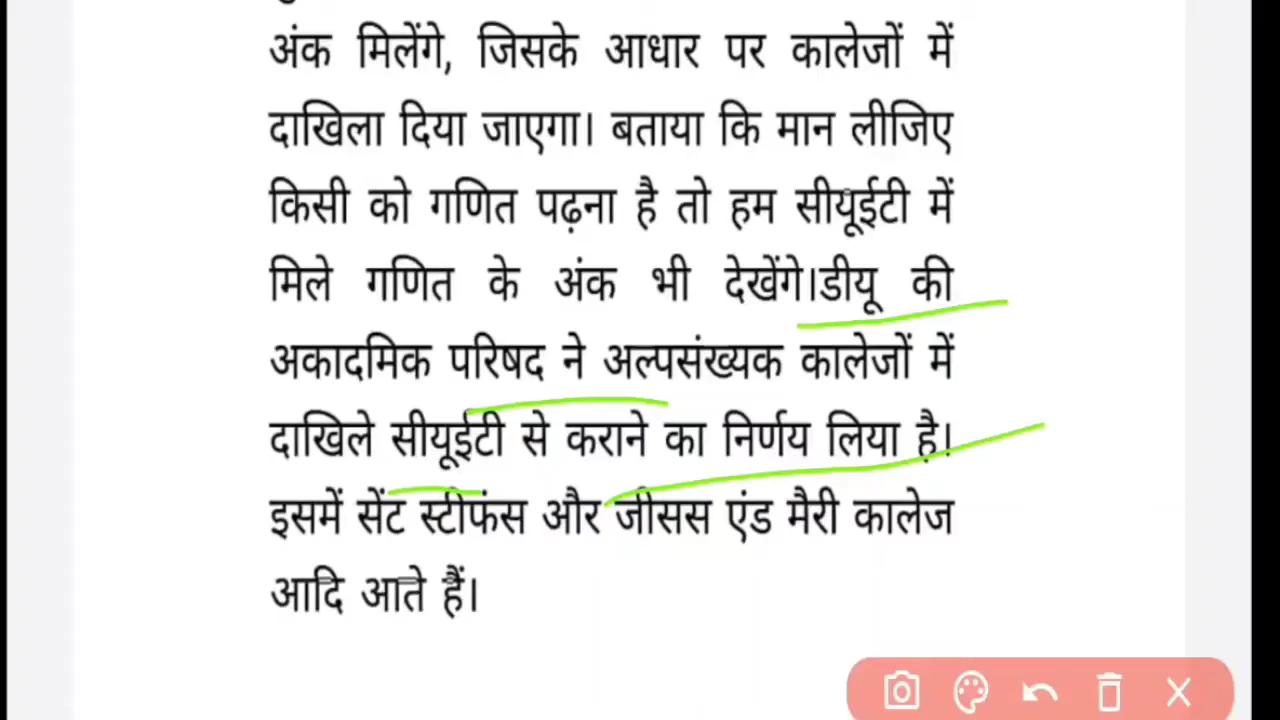 अंक मिलेंगे, जिसके आधार पर कालेजों में
दाखिला दिया जाएगा। बताया कि मान लीजिए
किसी को गणित पढ़ना है तो हम सीयूईटी में
मिले गणित के अंक भी देखेंगे।डीयू की
अकादमिक परिषद ने अल्पसंख्यक कालेजों में
दाखिले सीयूईटी से कराने का निर्णय लिया है।
इसमें सेंट स्टीफंस और जीसस एंड मैरी कालेज
आदि आते हैं।